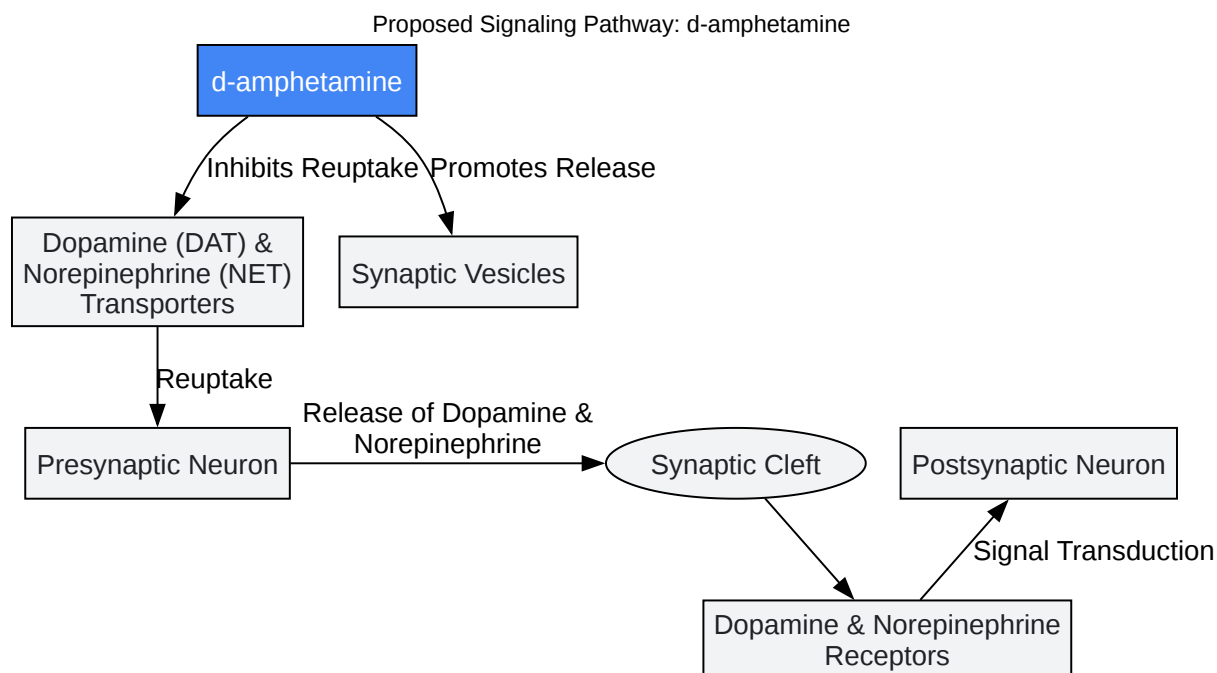 Proposed Signaling Pathway: d-amphetamine
d-amphetamine
Inhibits Reuptake
Promotes Release
Dopamine (DAT) &
Norepinephrine (NET)
Transporters
Synaptic Vesicles
Reuptake
Release of Dopamine &
Norepinephrine
Presynaptic Neuron
Synaptic Cleft
Postsynaptic Neuron
Signal Transduction
Dopamine & Norepinephrine
Receptors